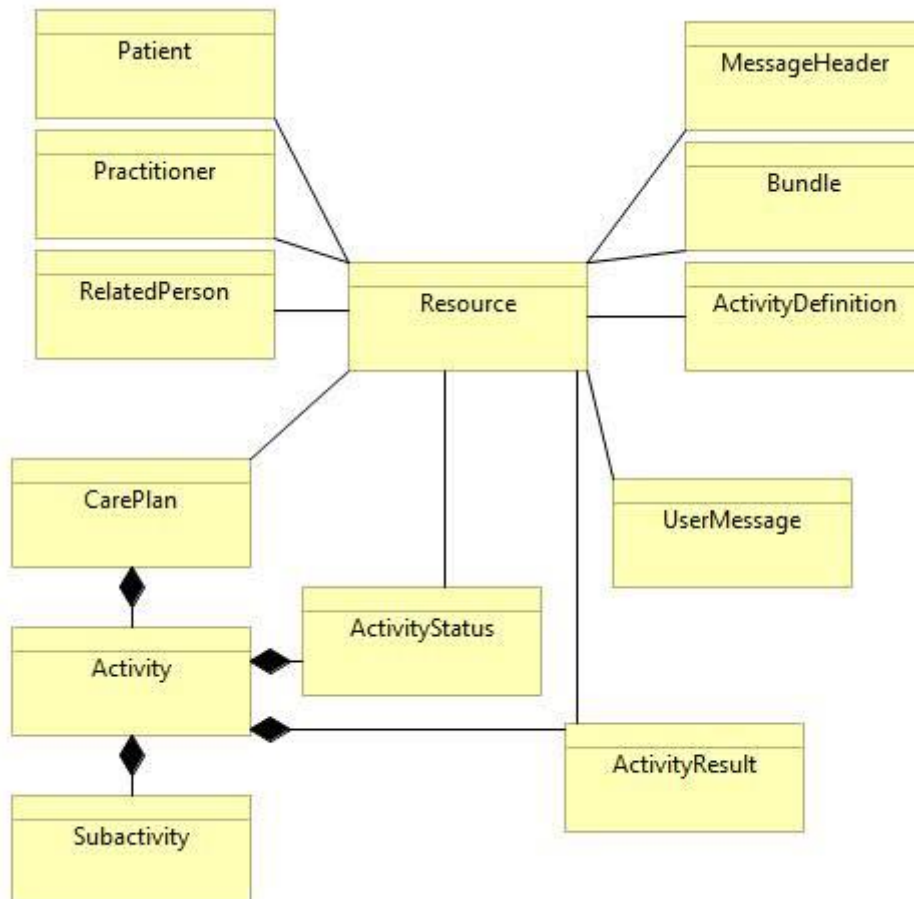 Patient
MessageHeader
Practitioner
Bundle
RelatedPerson
Resource
ActivityDefinition
CarePlan
UserMessage
ActivityStatus
Activity
ActivityResult
Subactivity